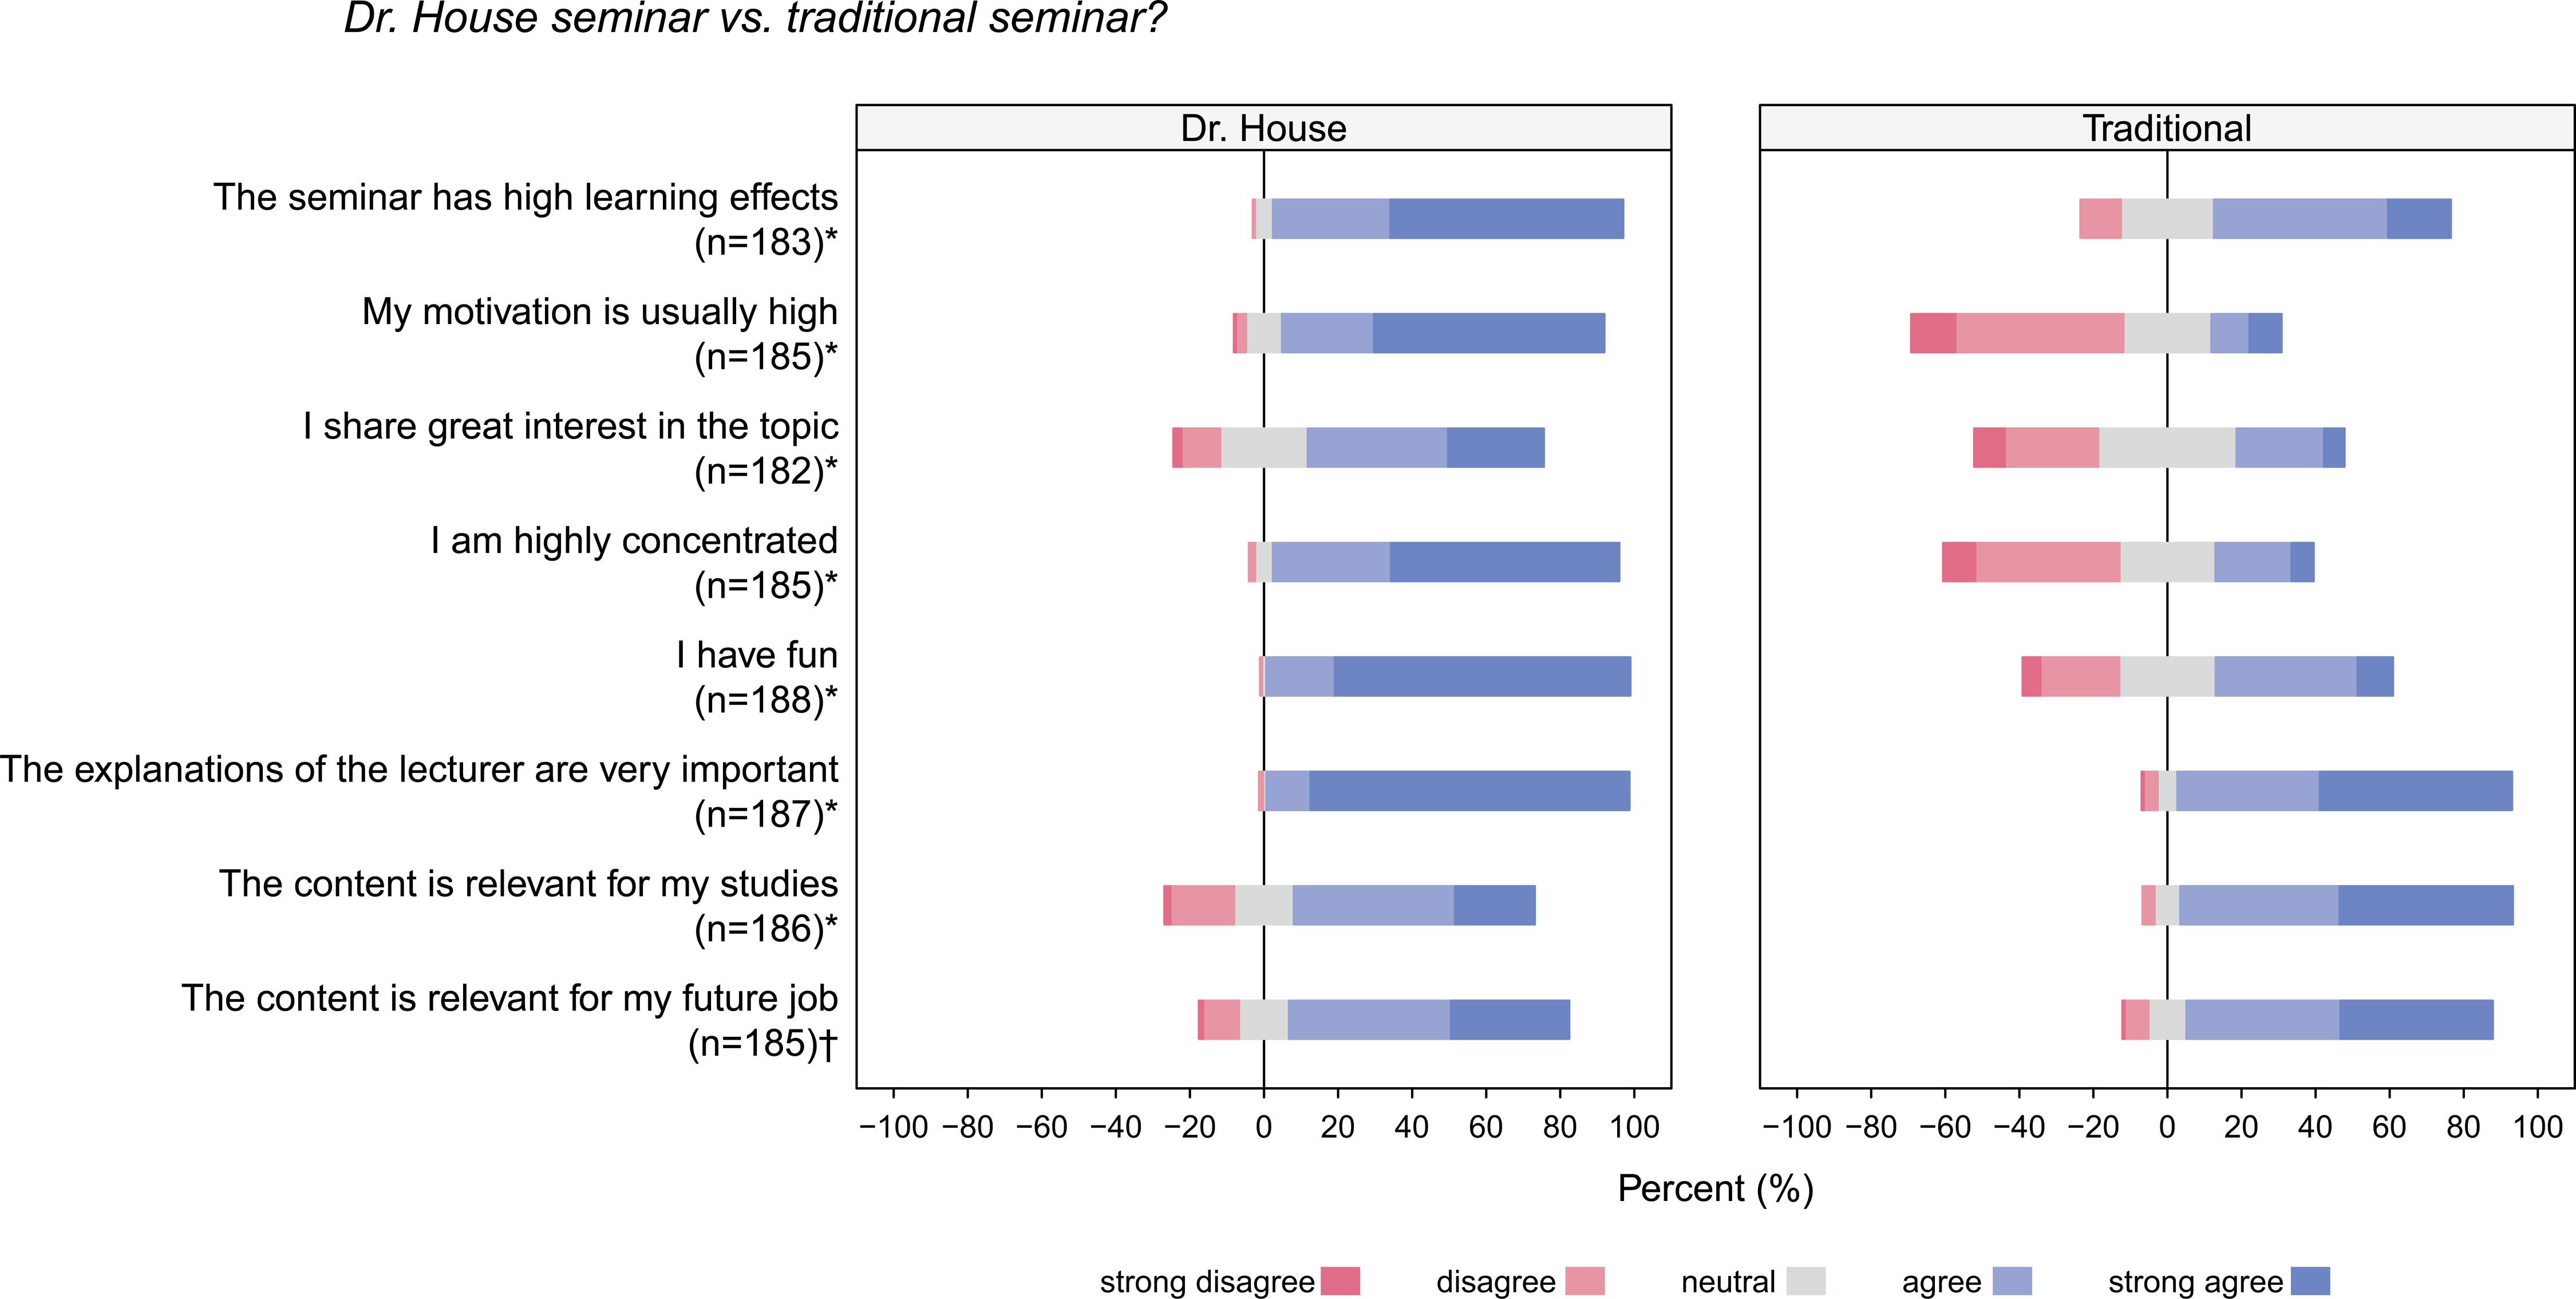 Dr. House seminar vs. traditional seminar?
Dr. House
Traditional
The seminar has high learning effects
(n=183)*
My motivation is usually high
(n=185)*
I share great interest in the topic
(n=182)*
I am highly concentrated
(n=185)*
I have fun
(n=188)*
The explanations of the lecturer are very important
(n=187)*
The content is relevant for my studies
(n=186)*
The content is relevant for my future job
(n=185)†
−100 −80 −60 −40 −20 0 20 40 60 80 100
−100 −80 −60 −40 −20 0 20 40 60 80 100
Percent (%)
strong disagree disagree neutral agree strong agree